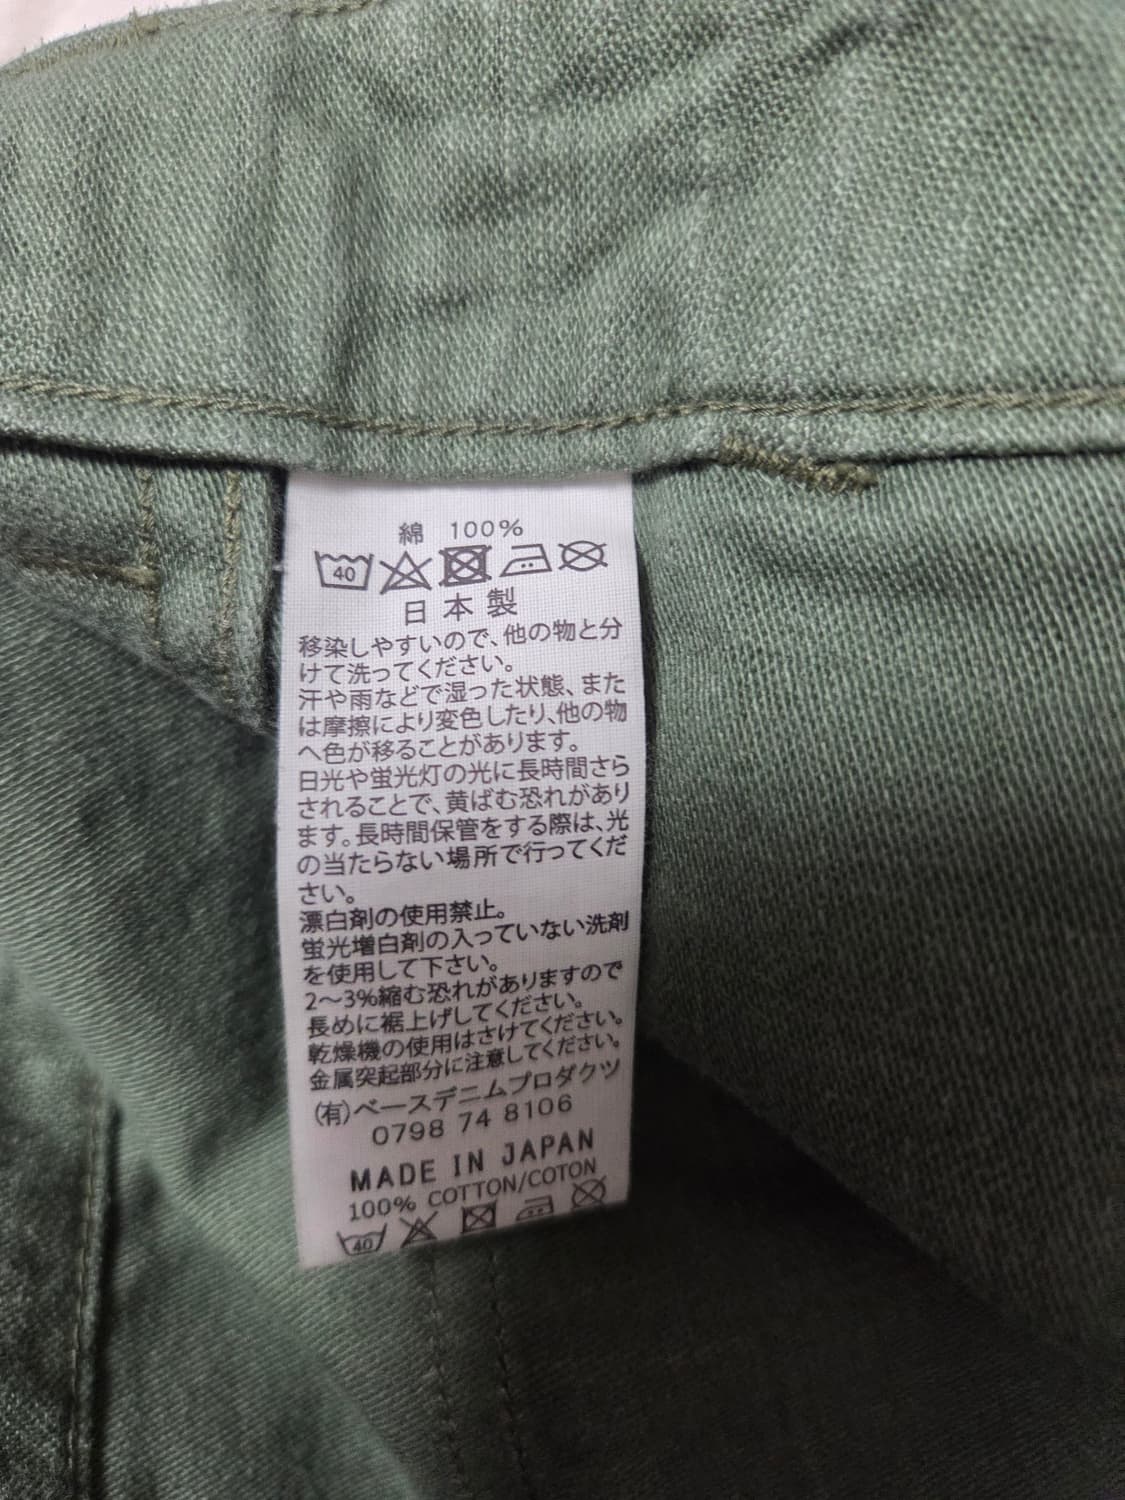 綿 100%
40
日本製
移染しやすいので、他の物と分
けて洗ってください。
汗や雨などで湿った状態、また
は摩擦により変色したり、他の物
へ色が移ることがあります。
日光や蛍光灯の光に長時間さら
されることで、黄ばむ恐れがあり
ます。長時間保管をする際は、光
の当たらない場所で行ってくだ
さい。
漂白剤の使用禁止。
蛍光増白剤の入っていない洗剤
を使用して下さい。
2〜3%縮む恐れがありますので
長めに裾上げしてください。
乾燥機の使用はさけてください。
金属突起部分に注意してください。
(有)ベースデニムプロダクツ
0798 74 8106
MADE IN JAPAN
100% COTTON/COTON
40